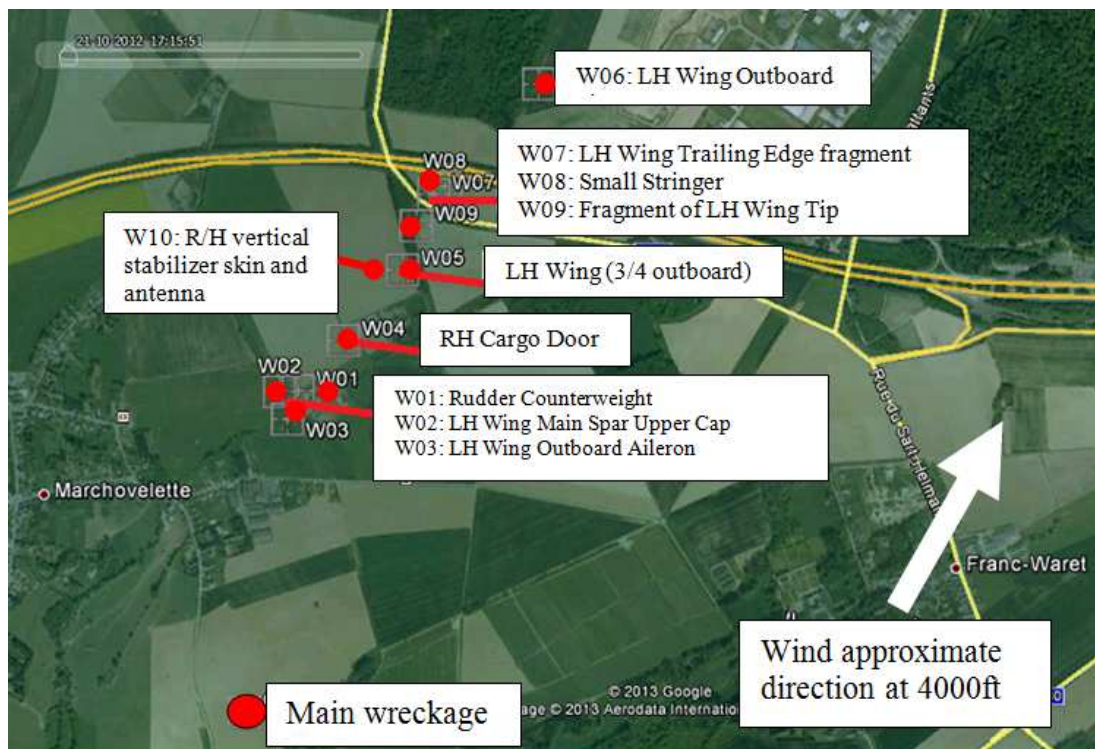 21-10-2012 17:15:51
W06: LH Wing Outboard
W08
W07
W07: LH Wing Trailing Edge fragment
W08: Small Stringer
W09: Fragment of LH Wing Tip
W09
W10: R/H vertical
stabilizer skin and
antenna
W05
LH Wing (3/4 outboard)
W04
RH Cargo Door
W02
W01
W03
W01: Rudder Counterweight
W02: LH Wing Main Spar Upper Cap
W03: LH Wing Outboard Aileron
Marchovelette
Rue du Sart
Franc-Waret
Wind approximate
direction at 4000ft
Main wreckage
© 2013 Google
© 2013 Aerodata